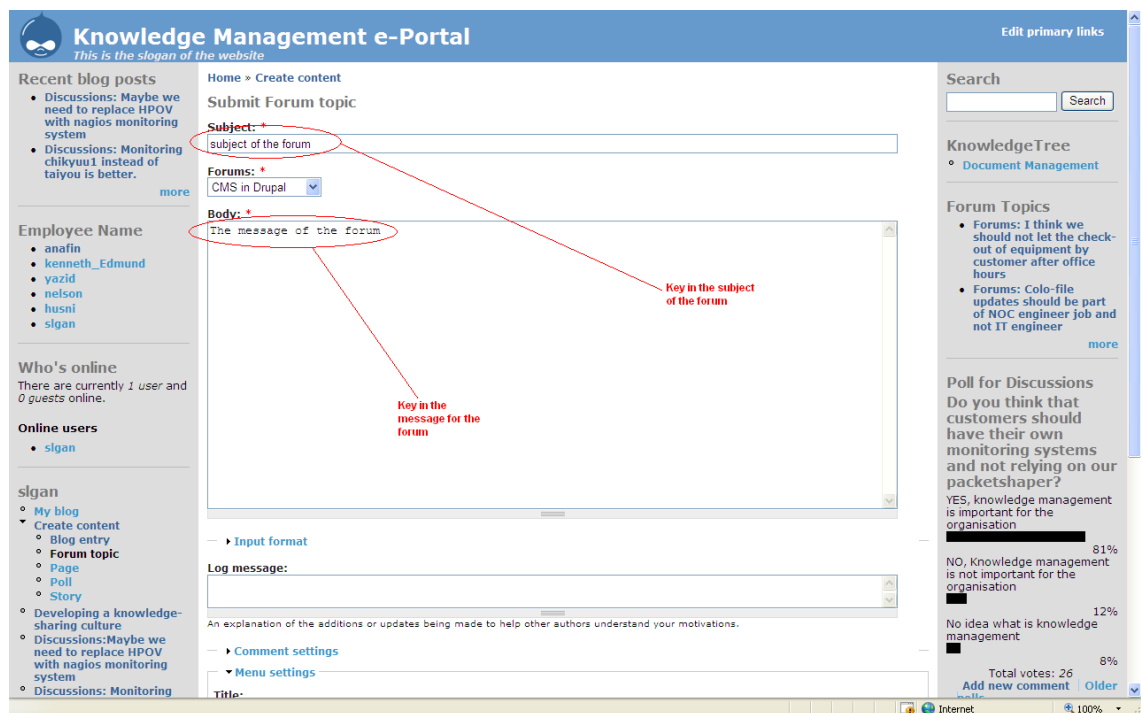 Knowledge Management e-Portal
This is the slogan of the website
Edit primary links
Recent blog posts
Discussions: Maybe we
need to replace HPOV
with nagios monitoring
system
Discussions: Monitoring
chikyuu1 instead of
taiyou is better.
more
Employee Name
anafin
kenneth_Edmund
yazid
nelson
husni
slgan
Who's online
There are currently 1 user and
0 guests online.
Online users
slgan
slgan
My blog
Create content
Blog entry
Forum topic
Page
Poll
Story
Developing a knowledge-
sharing culture
Discussions:Maybe we
need to replace HPOV
with nagios monitoring
system
Discussions: Monitoring
Home » Create content
Submit Forum topic
Subject: *
subject of the forum
Forums: *
CMS in Drupal
Body: *
The message of the forum
Key in the subject
of the forum
Key in the
message for the
forum
Input format
Log message:
An explanation of the additions or updates being made to help other authors understand your motivations.
Comment settings
Menu settings
Title:
Search
Search
KnowledgeTree
Document Management
Forum Topics
Forums: I think we
should not let the check-
out of equipment by
customer after office
hours
Forums: Colo-file
updates should be part
of NOC engineer job and
not IT engineer
more
Poll for Discussions
Do you think that
customers should
have their own
monitoring systems
and not relying on our
packetshaper?
YES, knowledge management
is important for the
organisation
81%
NO, Knowledge management
is not important for the
organisation
12%
No idea what is knowledge
management
8%
Total votes: 26
Add new comment Older
polls
Internet
100%